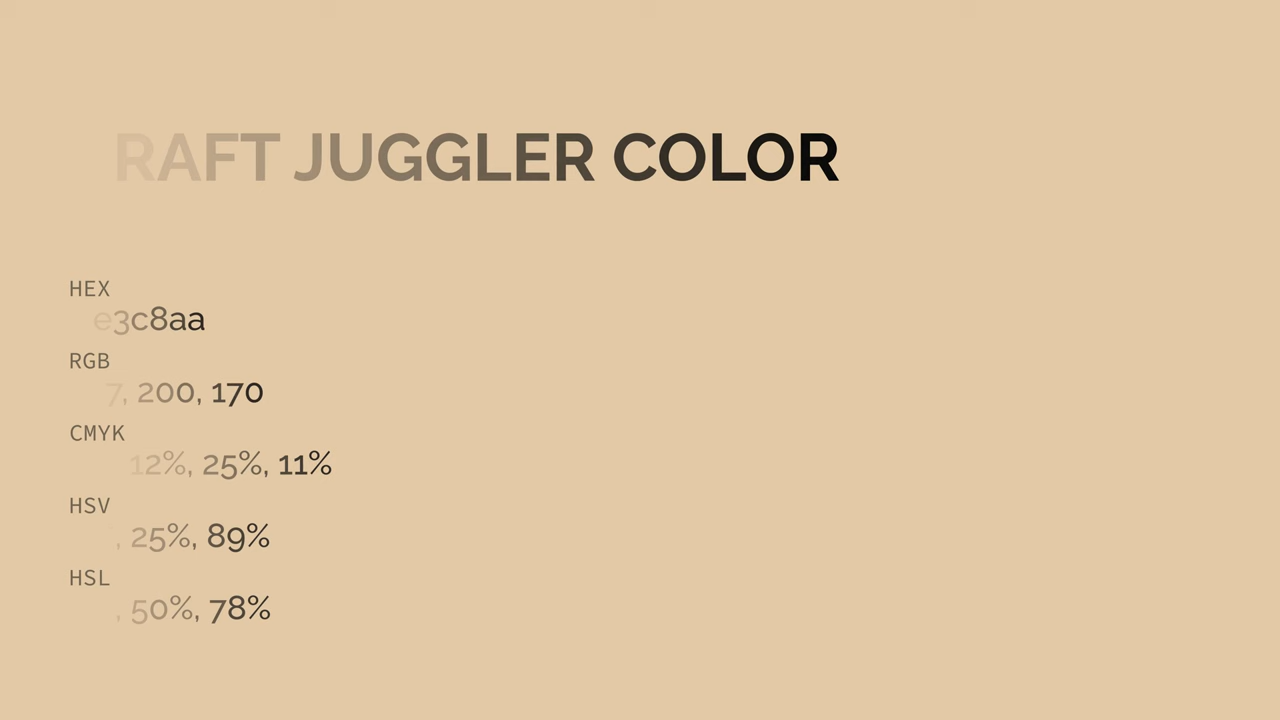 RAFT JUGGLER COLOR
HEX
e3c8aa
RGB
7, 200, 170
CMYK
12%, 25%, 11%
HSV
, 25%, 89%
HSL
, 50%, 78%